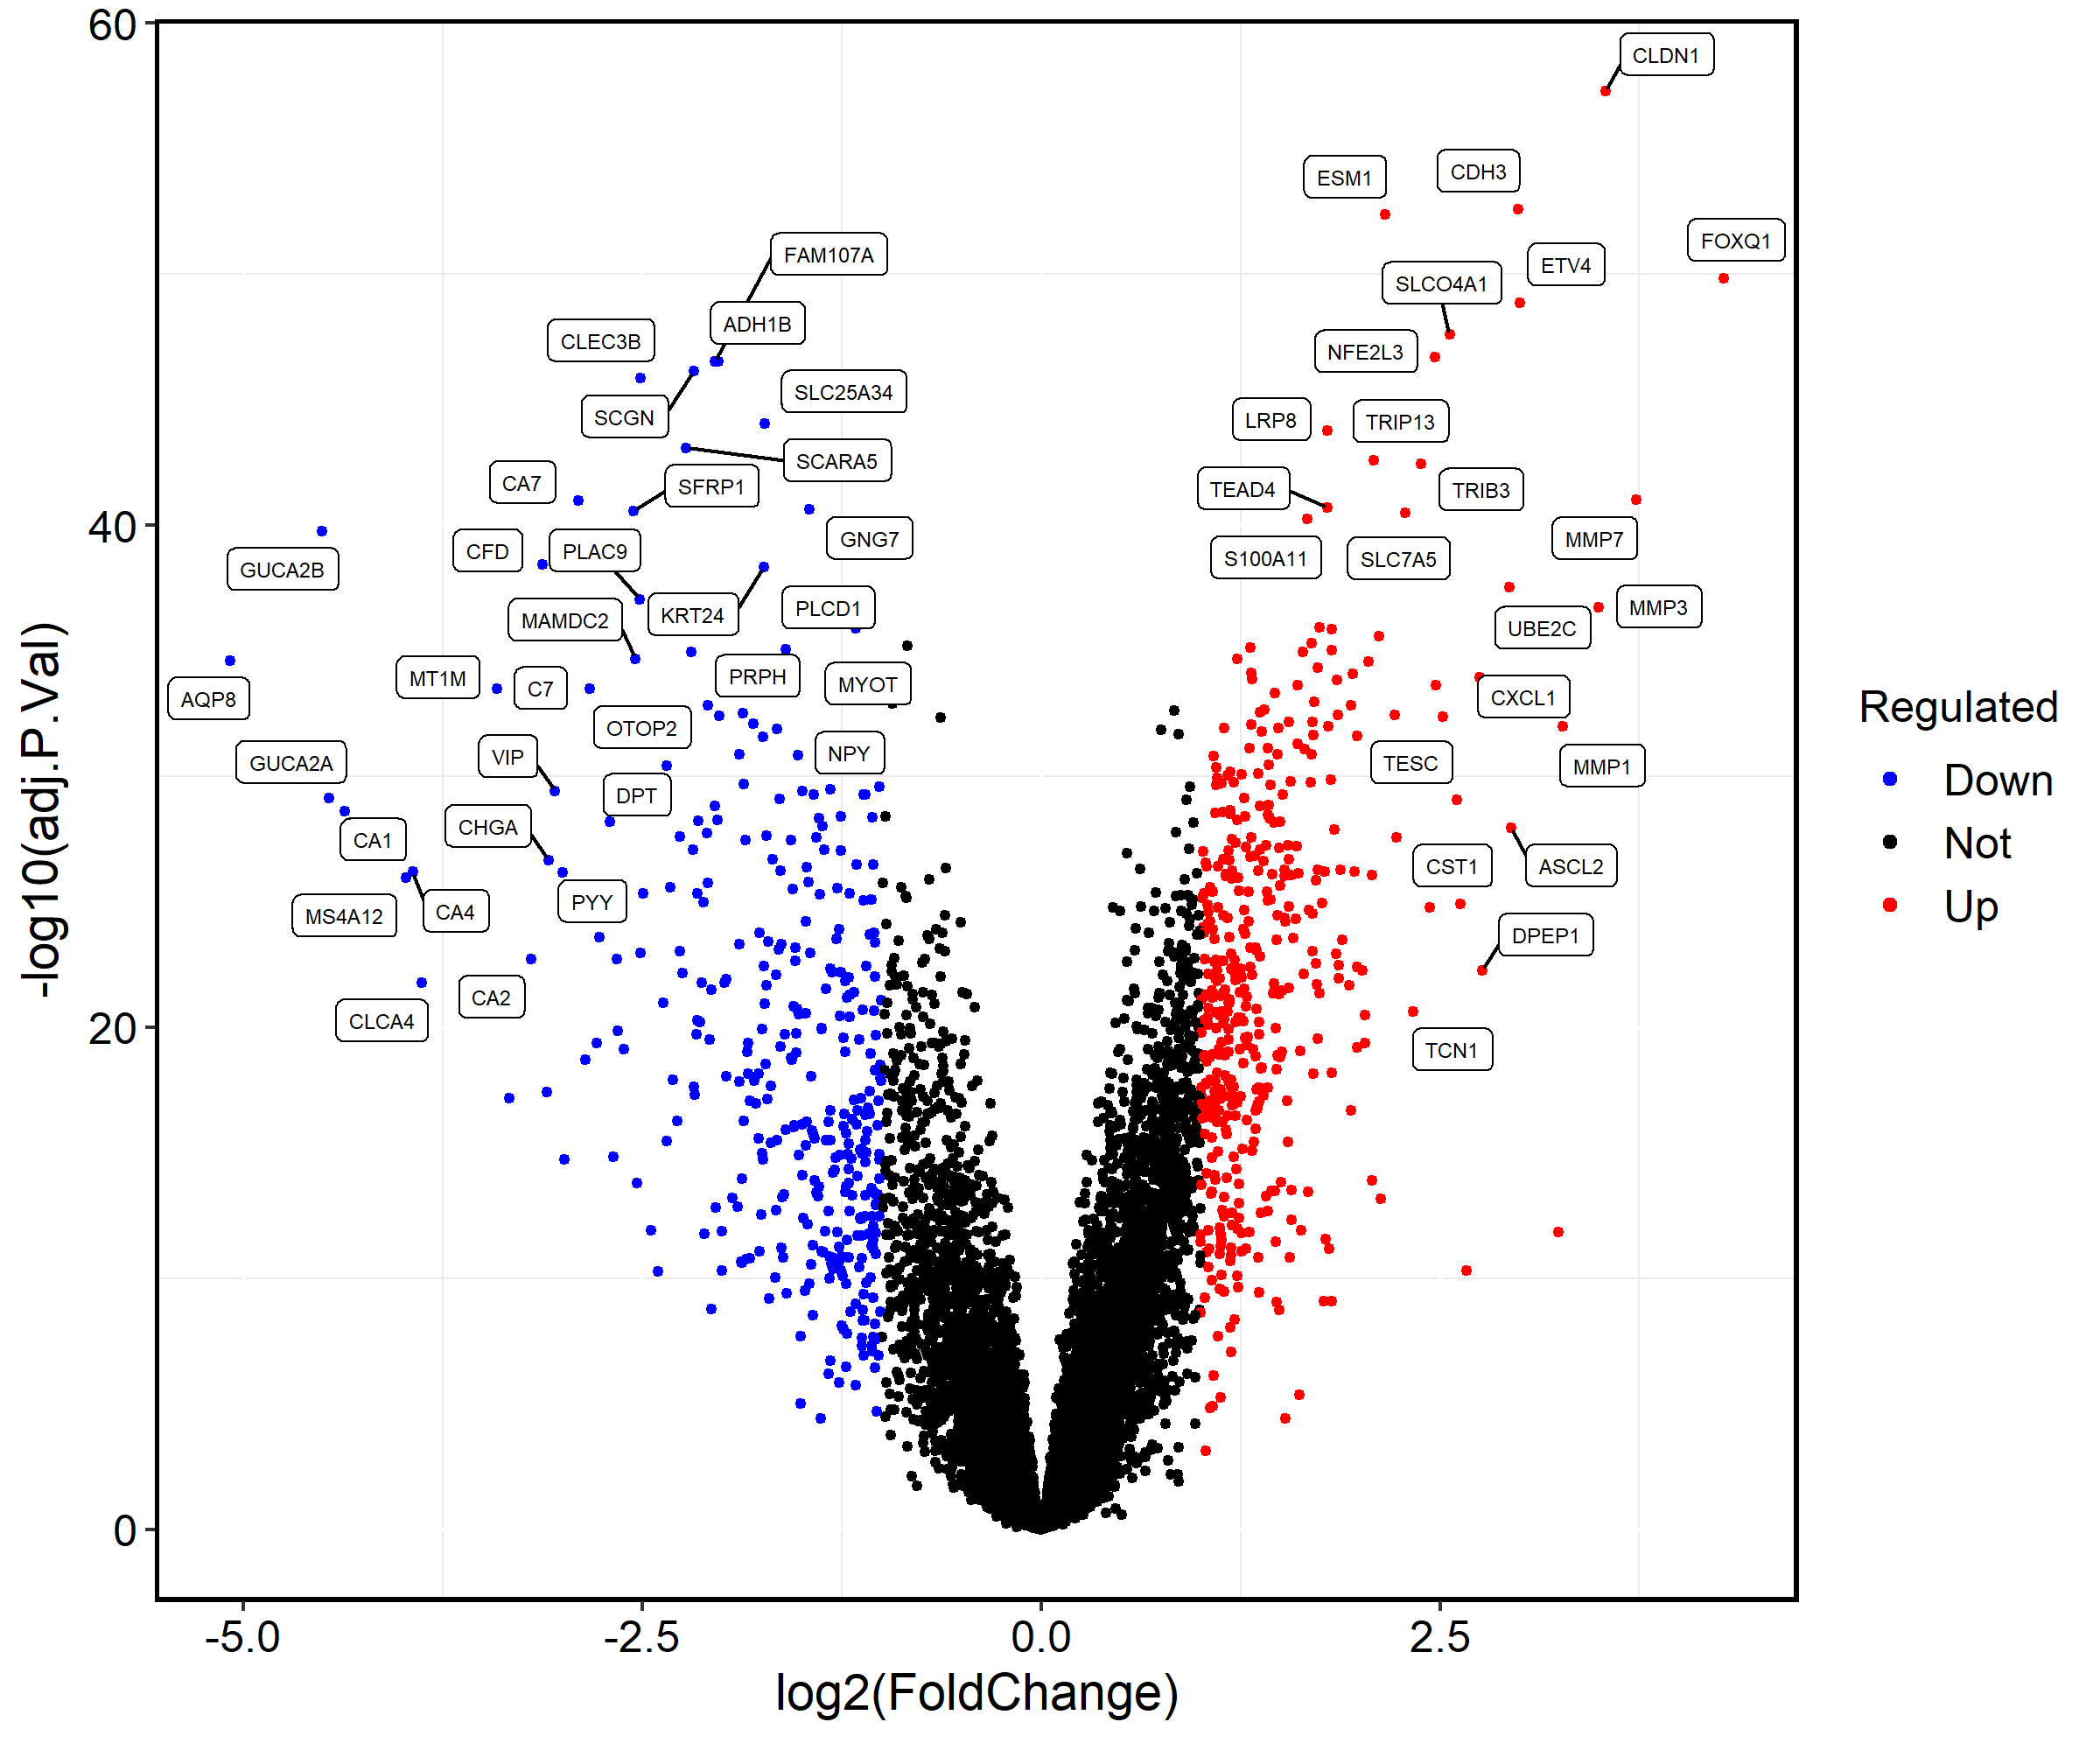 60
40
20
0
-log10(adj.P.Val)
CLDN1
CDH3
ESM1
FOXQ1
FAM107A
ETV4
SLCO4A1
ADH1B
CLEC3B
NFE2L3
SLC25A34
SCGN
LRP8
TRIP13
SCARA5
CA7
SFRP1
TEAD4
TRIB3
GNG7
MMP7
CFD
PLAC9
S100A11
SLC7A5
GUCA2B
PLCD1
MMP3
KRT24
MAMDC2
UBE2C
MT1M
C7
PRPH
MYOT
AQP8
CXCL1
OTOP2
NPY
VIP
GUCA2A
TESC
MMP1
DPT
CHGA
CA1
CST1
ASCL2
PYY
CA4
MS4A12
DPEP1
CA2
CLCA4
TCN1
-5.0
-2.5
0.0
2.5
log2(FoldChange)
Regulated
Down
Not
Up